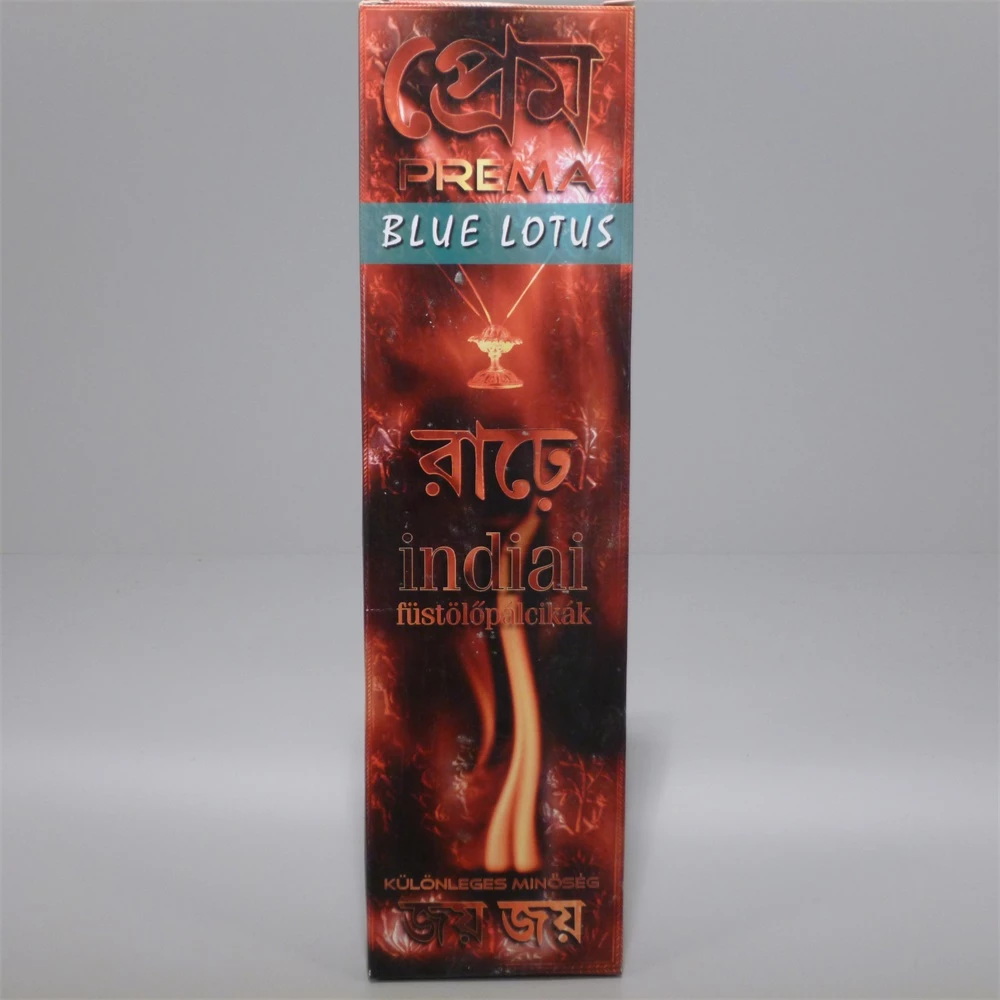 প্রেম
PREMA
BLUE LOTUS
রাঢ়ে
indiai
füstölőpálcikák
KÜLÖNLEGES MINŐSÉG
জয় জয়